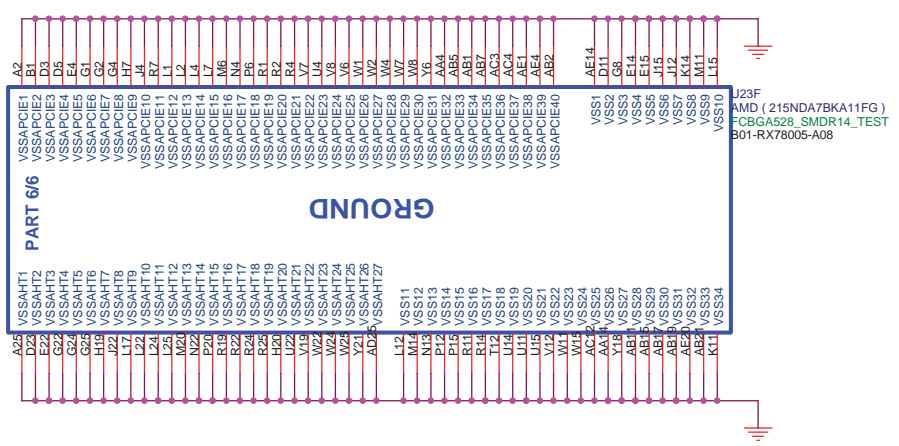 A2
B1
D3
D5
E4
G1
G2
G4
H7
J4
R7
L1
L2
L4
L7
M6
N4
P6
R1
R2
R4
V7
U4
V8
V6
W1
W2
W4
W7
W8
Y6
AA4
AB5
AB1
AB7
AC3
AC4
AE1
AE4
AB2
AE14
D11
G8
E14
E15
J15
J12
K14
M11
L15
VSSAPCIE1
VSSAPCIE2
VSSAPCIE3
VSSAPCIE4
VSSAPCIE5
VSSAPCIE6
VSSAPCIE7
VSSAPCIE8
VSSAPCIE9
VSSAPCIE10
VSSAPCIE11
VSSAPCIE12
VSSAPCIE13
VSSAPCIE14
VSSAPCIE15
VSSAPCIE16
VSSAPCIE17
VSSAPCIE18
VSSAPCIE19
VSSAPCIE20
VSSAPCIE21
VSSAPCIE22
VSSAPCIE23
VSSAPCIE24
VSSAPCIE25
VSSAPCIE26
VSSAPCIE27
VSSAPCIE28
VSSAPCIE29
VSSAPCIE30
VSSAPCIE31
VSSAPCIE32
VSSAPCIE33
VSSAPCIE34
VSSAPCIE35
VSSAPCIE36
VSSAPCIE37
VSSAPCIE38
VSSAPCIE39
VSSAPCIE40
VSS1
VSS2
VSS3
VSS4
VSS5
VSS6
VSS7
VSS8
VSS9
VSS10
U23F
AMD ( 215NDA7BKA11FG )
FCBGA528_SMDR14_TEST
B01-RX78005-A08
PART 6/6
GROUND
VSSAHT1
VSSAHT2
VSSAHT3
VSSAHT4
VSSAHT5
VSSAHT6
VSSAHT7
VSSAHT8
VSSAHT9
VSSAHT10
VSSAHT11
VSSAHT12
VSSAHT13
VSSAHT14
VSSAHT15
VSSAHT16
VSSAHT17
VSSAHT18
VSSAHT19
VSSAHT20
VSSAHT21
VSSAHT22
VSSAHT23
VSSAHT24
VSSAHT25
VSSAHT26
VSSAHT27
VSS11
VSS12
VSS13
VSS14
VSS15
VSS16
VSS17
VSS18
VSS19
VSS20
VSS21
VSS22
VSS23
VSS24
VSS25
VSS26
VSS27
VSS28
VSS29
VSS30
VSS31
VSS32
VSS33
VSS34
A25
D23
E22
G22
G24
G25
H19
J22
L17
L22
L24
L25
M20
N22
P20
R19
R22
R24
R25
H20
U22
V19
W22
W24
W25
Y21
AD25
L12
M14
N13
P12
P15
R11
R14
T12
U14
U11
U15
V12
W11
W15
AC12
AA14
Y18
AB11
AB15
AB17
AB19
AE20
AB21
K11